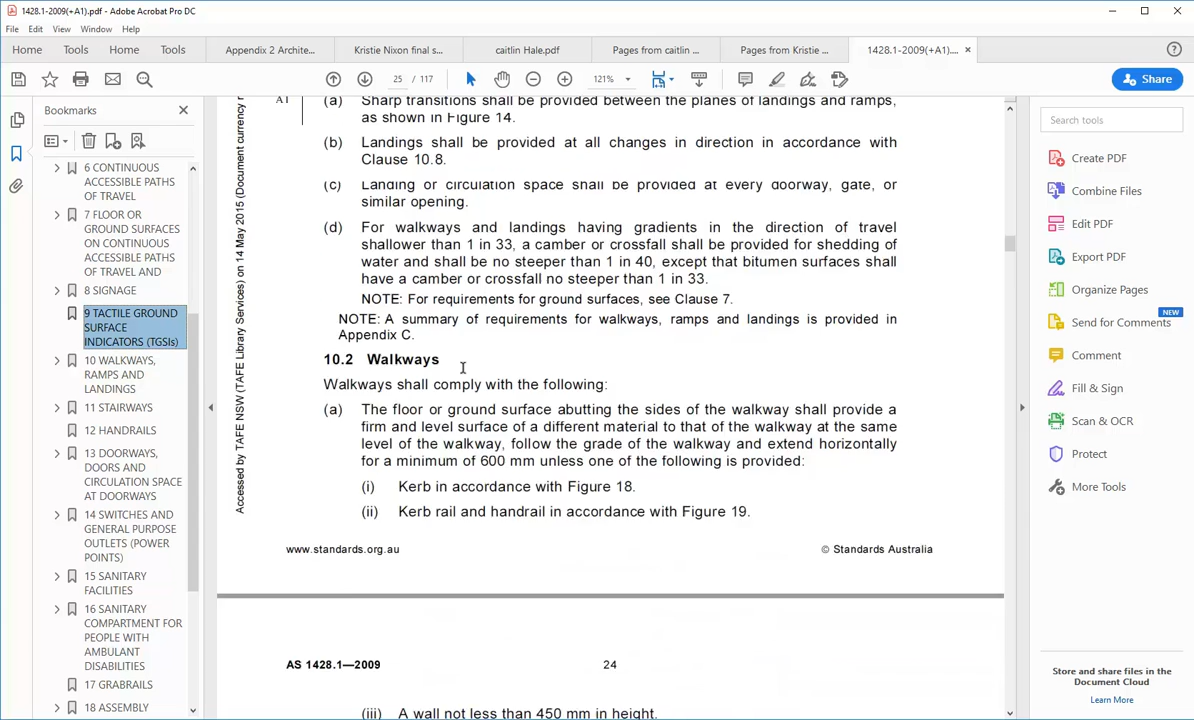 1428.1-2009(+A1).pdf - Adobe Acrobat Pro DC
File Edit View Window Help
Home Tools Home Tools Appendix 2 Archite... Kristie Nixon final s... caitlin Hale.pdf Pages from caitlin ... Pages from Kristie ... 1428.1-2009(+A1)....
25 / 117 121% Share
Bookmarks
6 CONTINUOUS
ACCESSIBLE PATHS
OF TRAVEL
7 FLOOR OR
GROUND SURFACES
ON CONTINUOUS
ACCESSIBLE PATHS
OF TRAVEL AND
8 SIGNAGE
9 TACTILE GROUND
SURFACE
INDICATORS (TGSIs)
10 WALKWAYS,
RAMPS AND
LANDINGS
11 STAIRWAYS
12 HANDRAILS
13 DOORWAYS,
DOORS AND
CIRCULATION SPACE
AT DOORWAYS
14 SWITCHES AND
GENERAL PURPOSE
OUTLETS (POWER
POINTS)
15 SANITARY
FACILITIES
16 SANITARY
COMPARTMENT FOR
PEOPLE WITH
AMBULANT
DISABILITIES
17 GRABRAILS
18 ASSEMBLY
Accessed by TAFE NSW (TAFE Library Services) on 14 May 2015 (Document currency
A1
(a) Sharp transitions shall be provided between the planes of landings and ramps,
as shown in Figure 14.
(b) Landings shall be provided at all changes in direction in accordance with
Clause 10.8.
(c) Landing or circulation space shall be provided at every doorway, gate, or
similar opening.
(d) For walkways and landings having gradients in the direction of travel
shallower than 1 in 33, a camber or crossfall shall be provided for shedding of
water and shall be no steeper than 1 in 40, except that bitumen surfaces shall
have a camber or crossfall no steeper than 1 in 33.
NOTE: For requirements for ground surfaces, see Clause 7.
NOTE: A summary of requirements for walkways, ramps and landings is provided in
Appendix C.
10.2 Walkways
Walkways shall comply with the following:
(a) The floor or ground surface abutting the sides of the walkway shall provide a
firm and level surface of a different material to that of the walkway at the same
level of the walkway, follow the grade of the walkway and extend horizontally
for a minimum of 600 mm unless one of the following is provided:
(i) Kerb in accordance with Figure 18.
(ii) Kerb rail and handrail in accordance with Figure 19.
www.standards.org.au © Standards Australia
AS 1428.1—2009 24
(iii) A wall not less than 450 mm in height.
Search tools
Create PDF
Combine Files
Edit PDF
Export PDF
Organize Pages
NEW
Send for Comments
Comment
Fill & Sign
Scan & OCR
Protect
More Tools
Store and share files in the
Document Cloud
Learn More